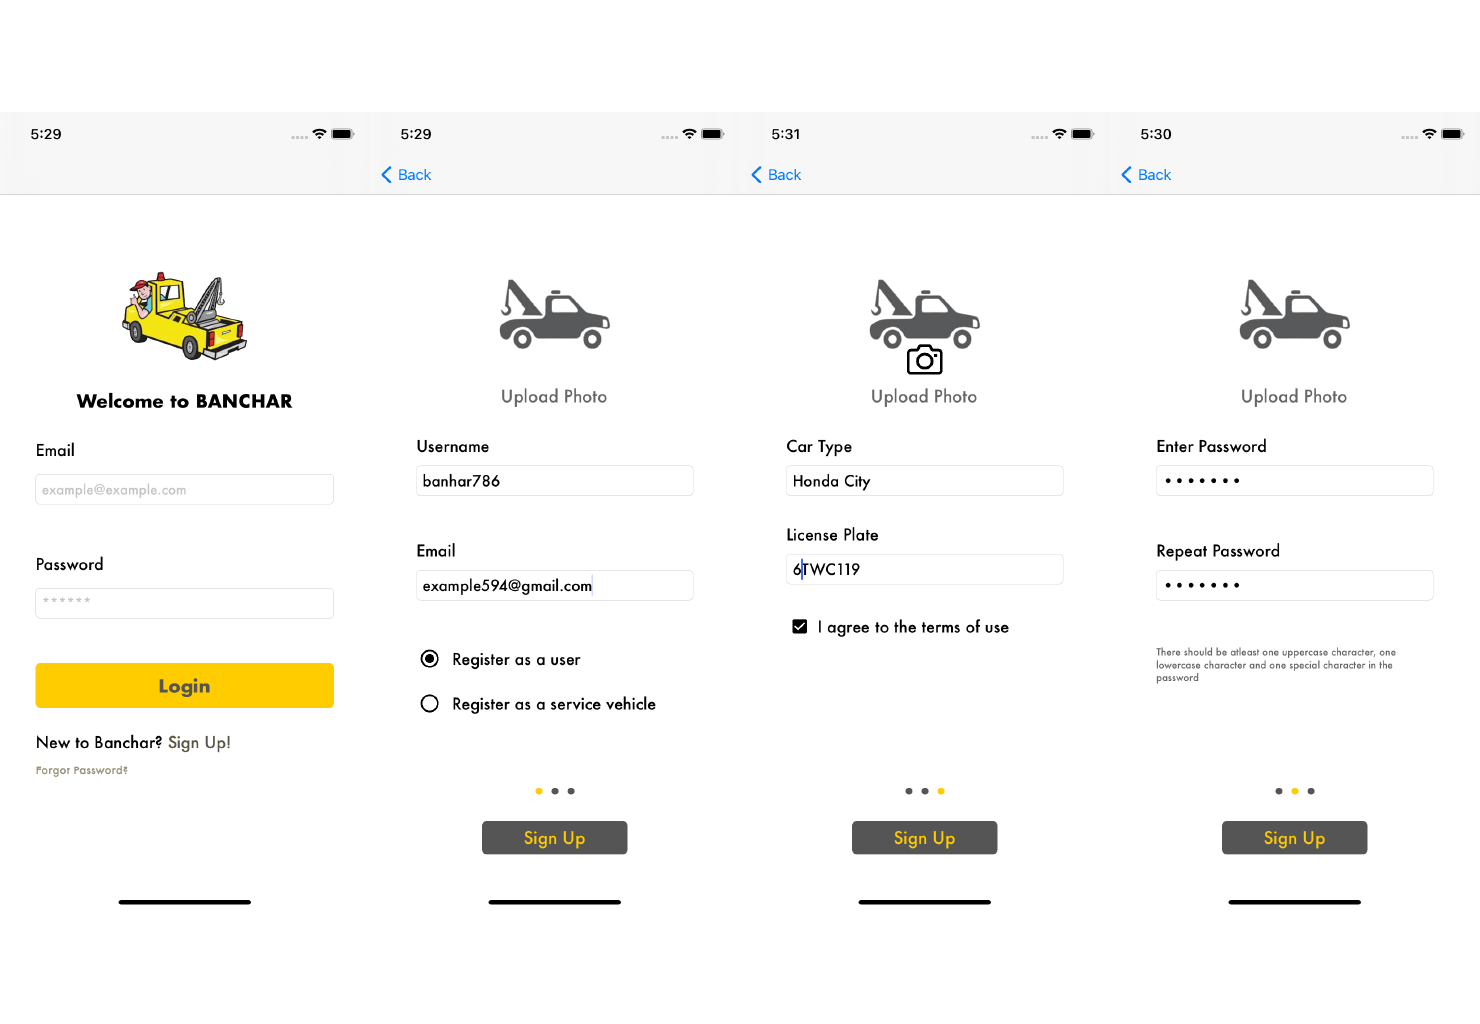 5:29
Welcome to BANCHAR
Email
example@example.com
Password
******
Login
New to Banchar? Sign Up!
Forgor Password?
5:29
Back
Upload Photo
Username
banhar786
Email
example594@gmail.com
Register as a user
Register as a service vehicle
Sign Up
5:31
Back
Upload Photo
Car Type
Honda City
License Plate
6TWC119
I agree to the terms of use
Sign Up
5:30
Back
Upload Photo
Enter Password
•••••••
Repeat Password
•••••••
There should be atleast one uppercase character, one
lowercase character and one special character in the
password
Sign Up